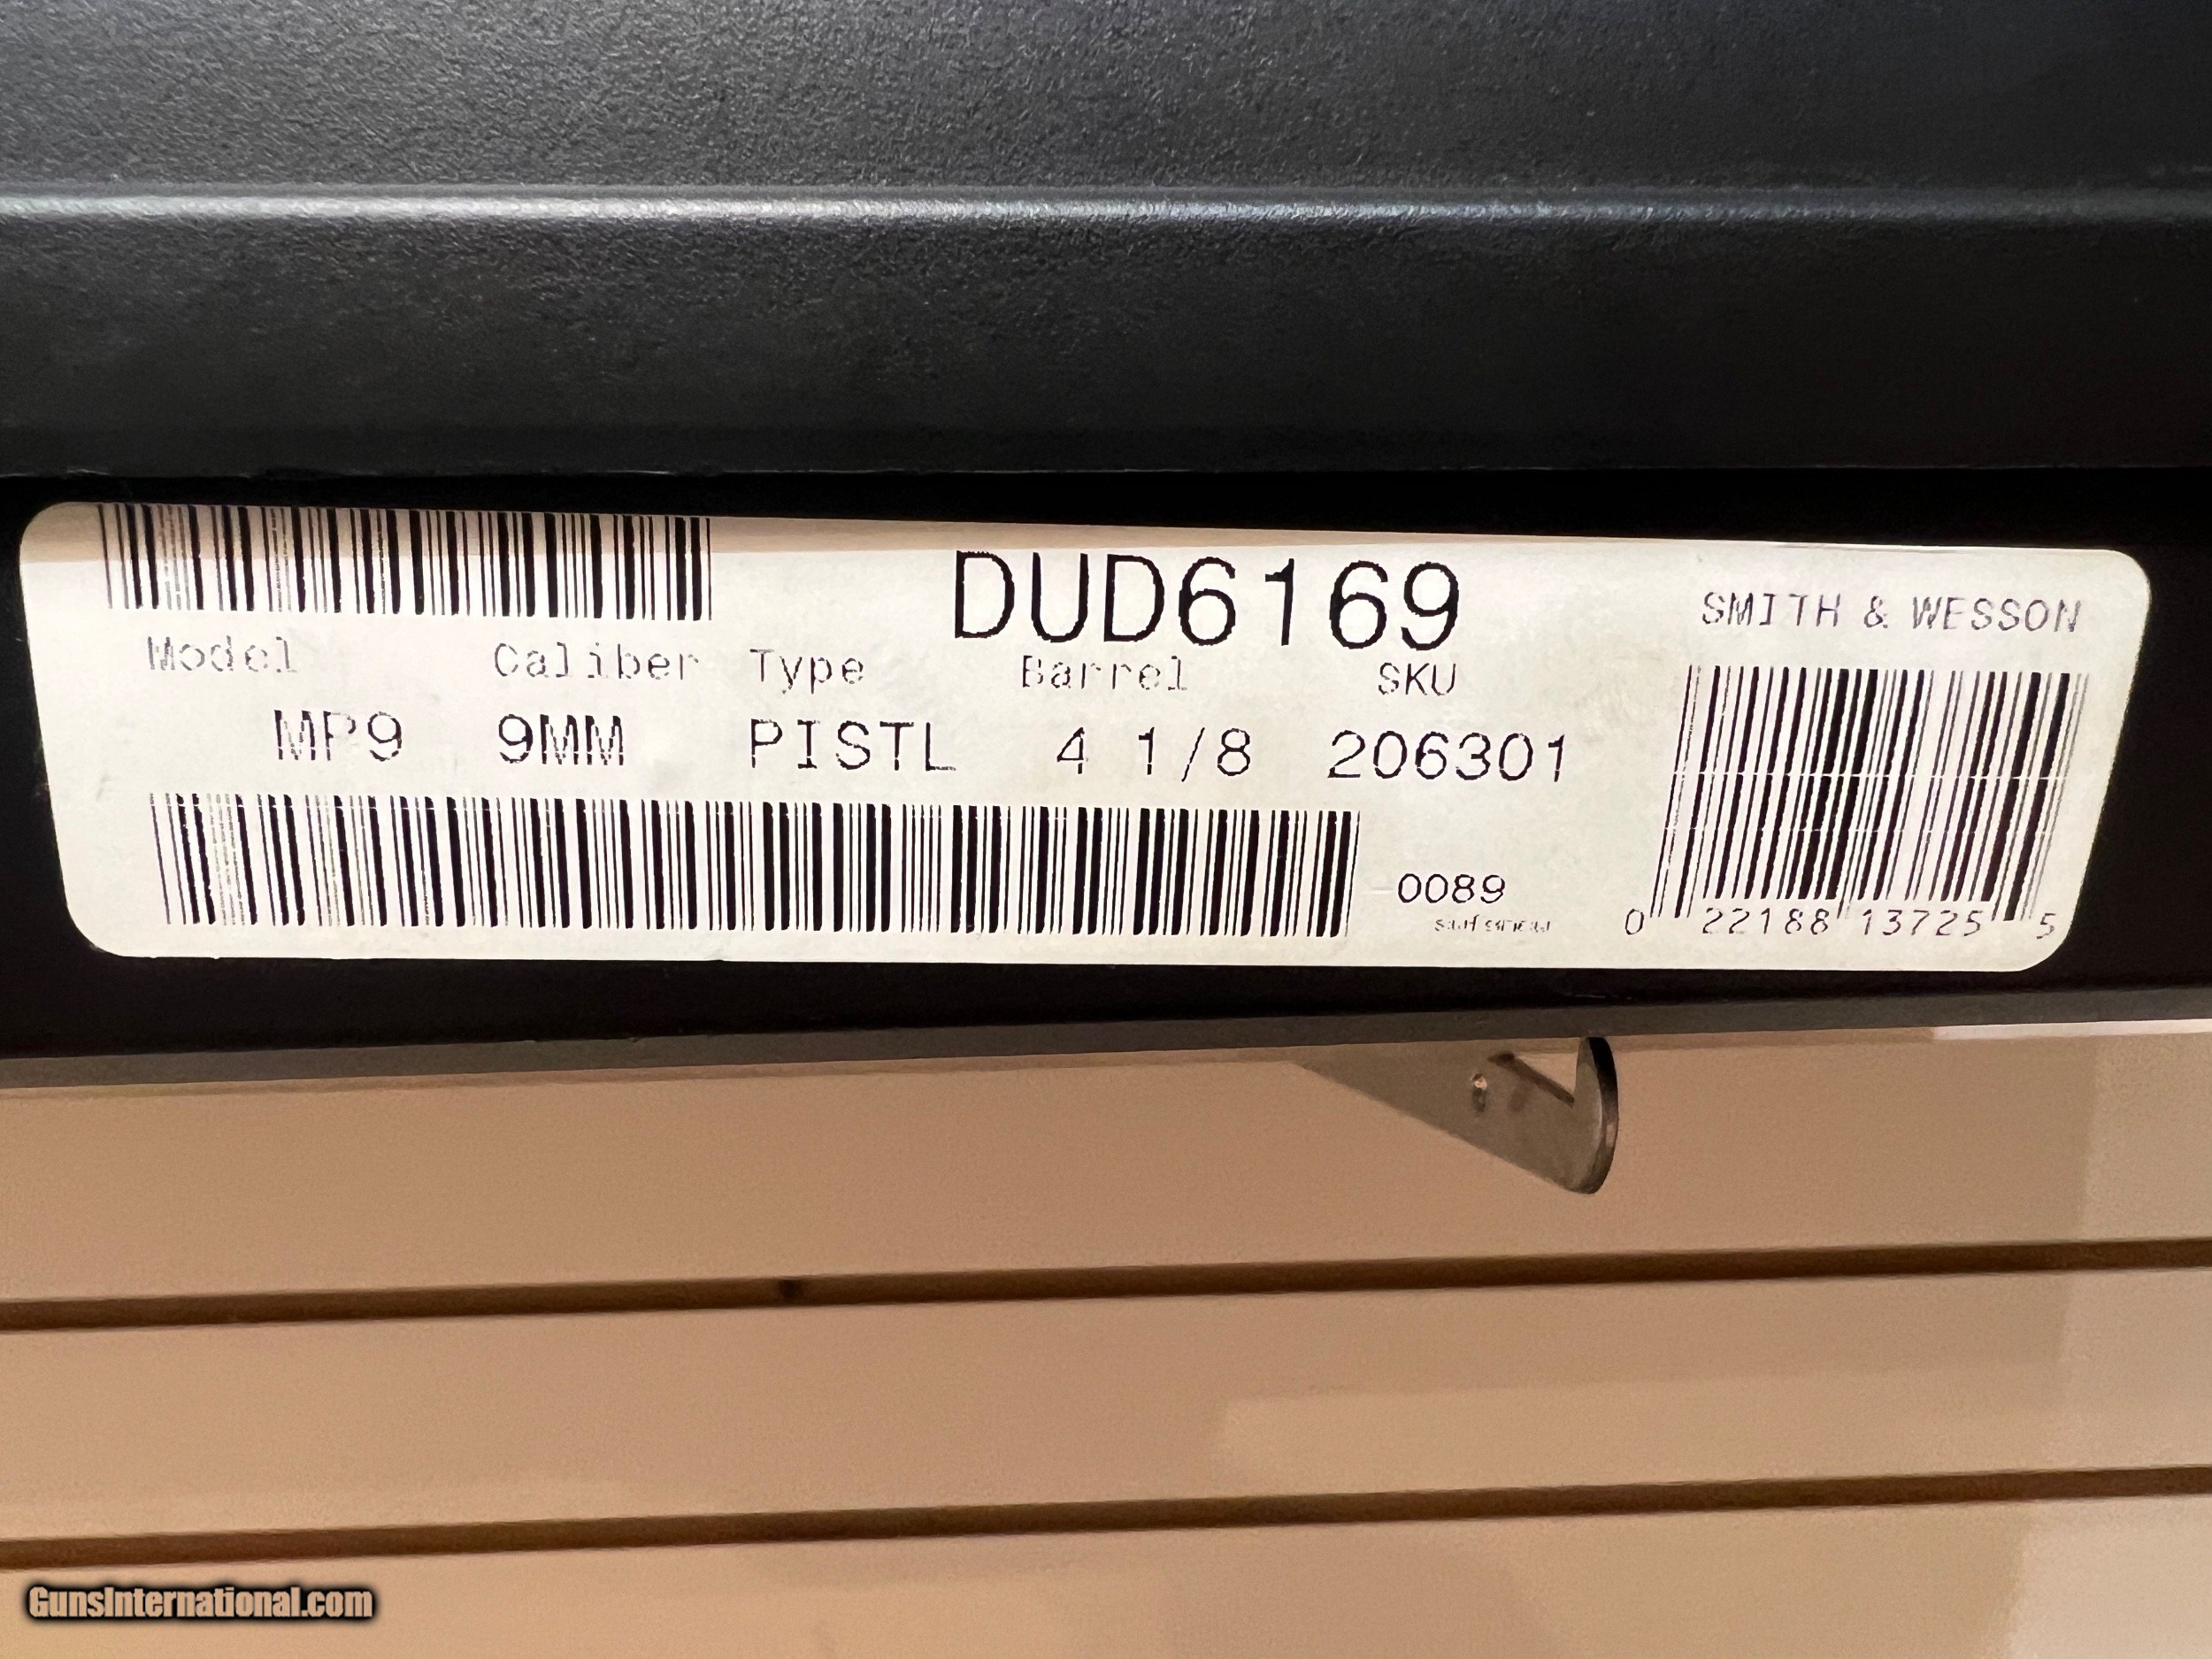 DUD6169
SMITH & WESSON
Model Caliber Type Barrel SKU
MP9 9MM PISTL 4 1/8 206301
0089
0 22188 13725 5
GunsInternational.com